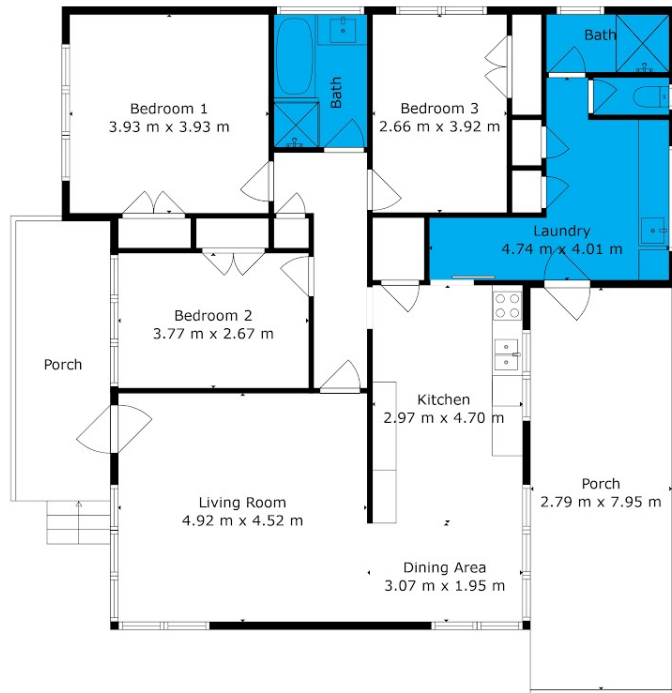 Bath
Bedroom 1
3.93 m x 3.93 m
Bath
Bedroom 3
2.66 m x 3.92 m
Laundry
4.74 m x 4.01 m
Bedroom 2
3.77 m x 2.67 m
Porch
Kitchen
2.97 m x 4.70 m
Living Room
4.92 m x 4.52 m
Porch
2.79 m x 7.95 m
Dining Area
3.07 m x 1.95 m